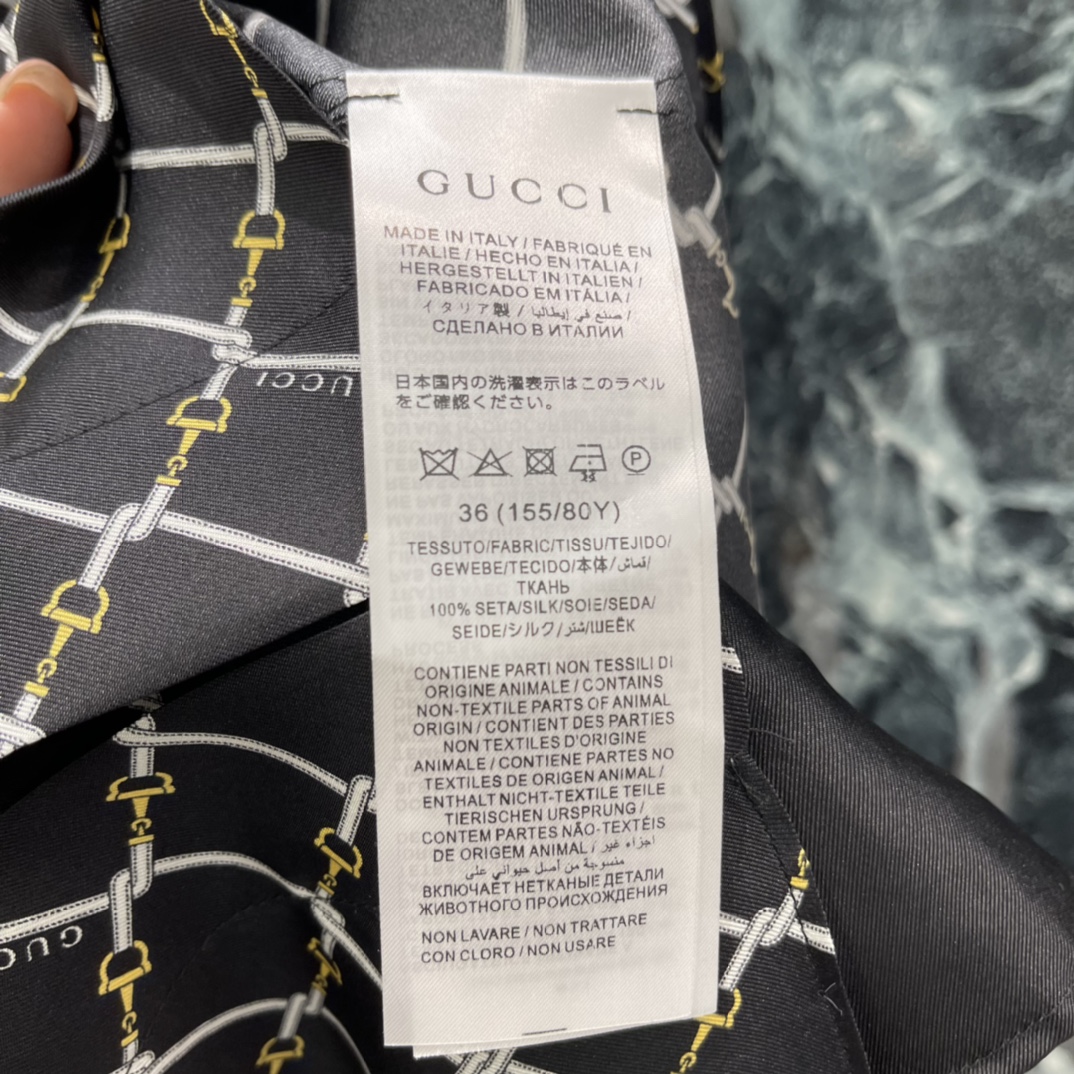 GUCCI
MADE IN ITALY / FABRIQUÉ EN
ITALIE / HECHO EN ITALIA /
HERGESTELLT IN ITALIEN /
FABRICADO EM ITÁLIA /
イタリア製 / صنع في إيطاليا /
СДЕЛАНО В ИТАЛИИ
日本国内の洗濯表示はこのラベル
をご確認ください。
P
36 (155/80Y)
TESSUTO/FABRIC/TISSU/TEJIDO/
GEWEBE/TECIDO/本体/قماش/
ТКАНЬ
100% SETA/SILK/SOIE/SEDA/
SEIDE/シルク/
CONTIENE PARTI NON TESSILI DI
ORIGINE ANIMALE / CONTAINS
NON-TEXTILE PARTS OF ANIMAL
ORIGIN / CONTIENT DES PARTIES
NON TEXTILES D'ORIGINE
ANIMALE / CONTIENE PARTES NO
TEXTILES DE ORIGEN ANIMAL /
ENTHÄLT NICHT-TEXTILE TEILE
TIERISCHEN URSPRUNG /
CONTEM PARTES NÃO-TEXTÉIS
DE ORIGEM ANIMAL / اجزاء غير
منسوجة من أصل حيواني على
ВКЛЮЧАЕТ НЕТКАНЫЕ ДЕТАЛИ
ЖИВОТНОГО ПРОИСХОЖДЕНИЯ
NON LAVARE / NON TRATTARE
CON CLORO / NON USARE
GUCCI